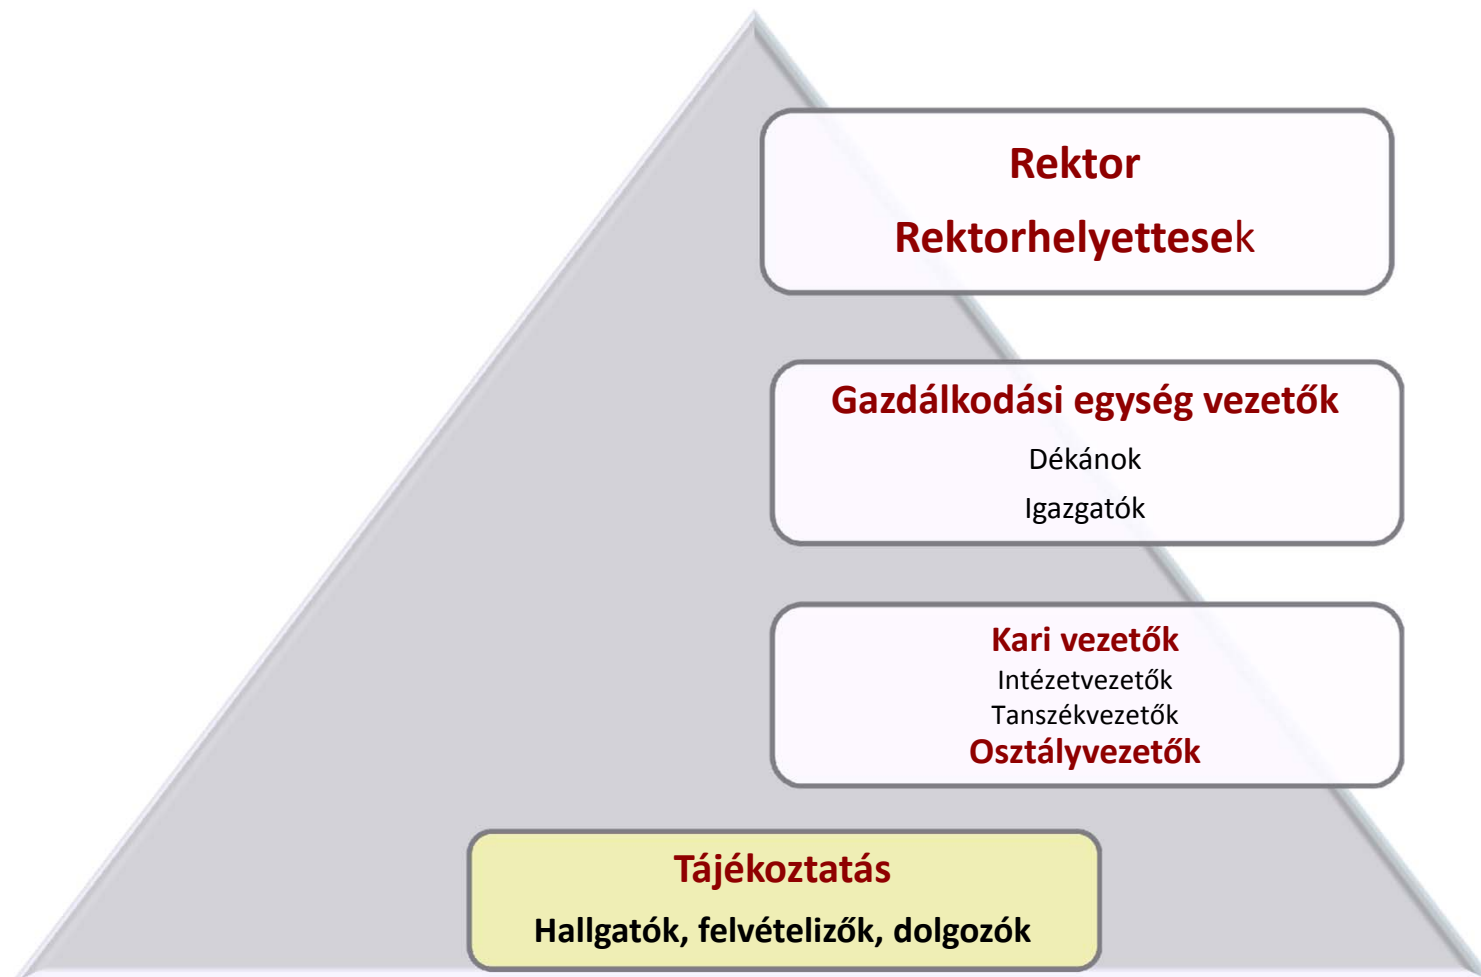 Rektor
Rektorhelyettesek
Gazdálkodási egység vezetők
Dékánok
Igazgatók
Kari vezetők
Intézetvezetők
Tanszékvezetők
Osztályvezetők
Tájékoztatás
Hallgatók, felvételizők, dolgozók